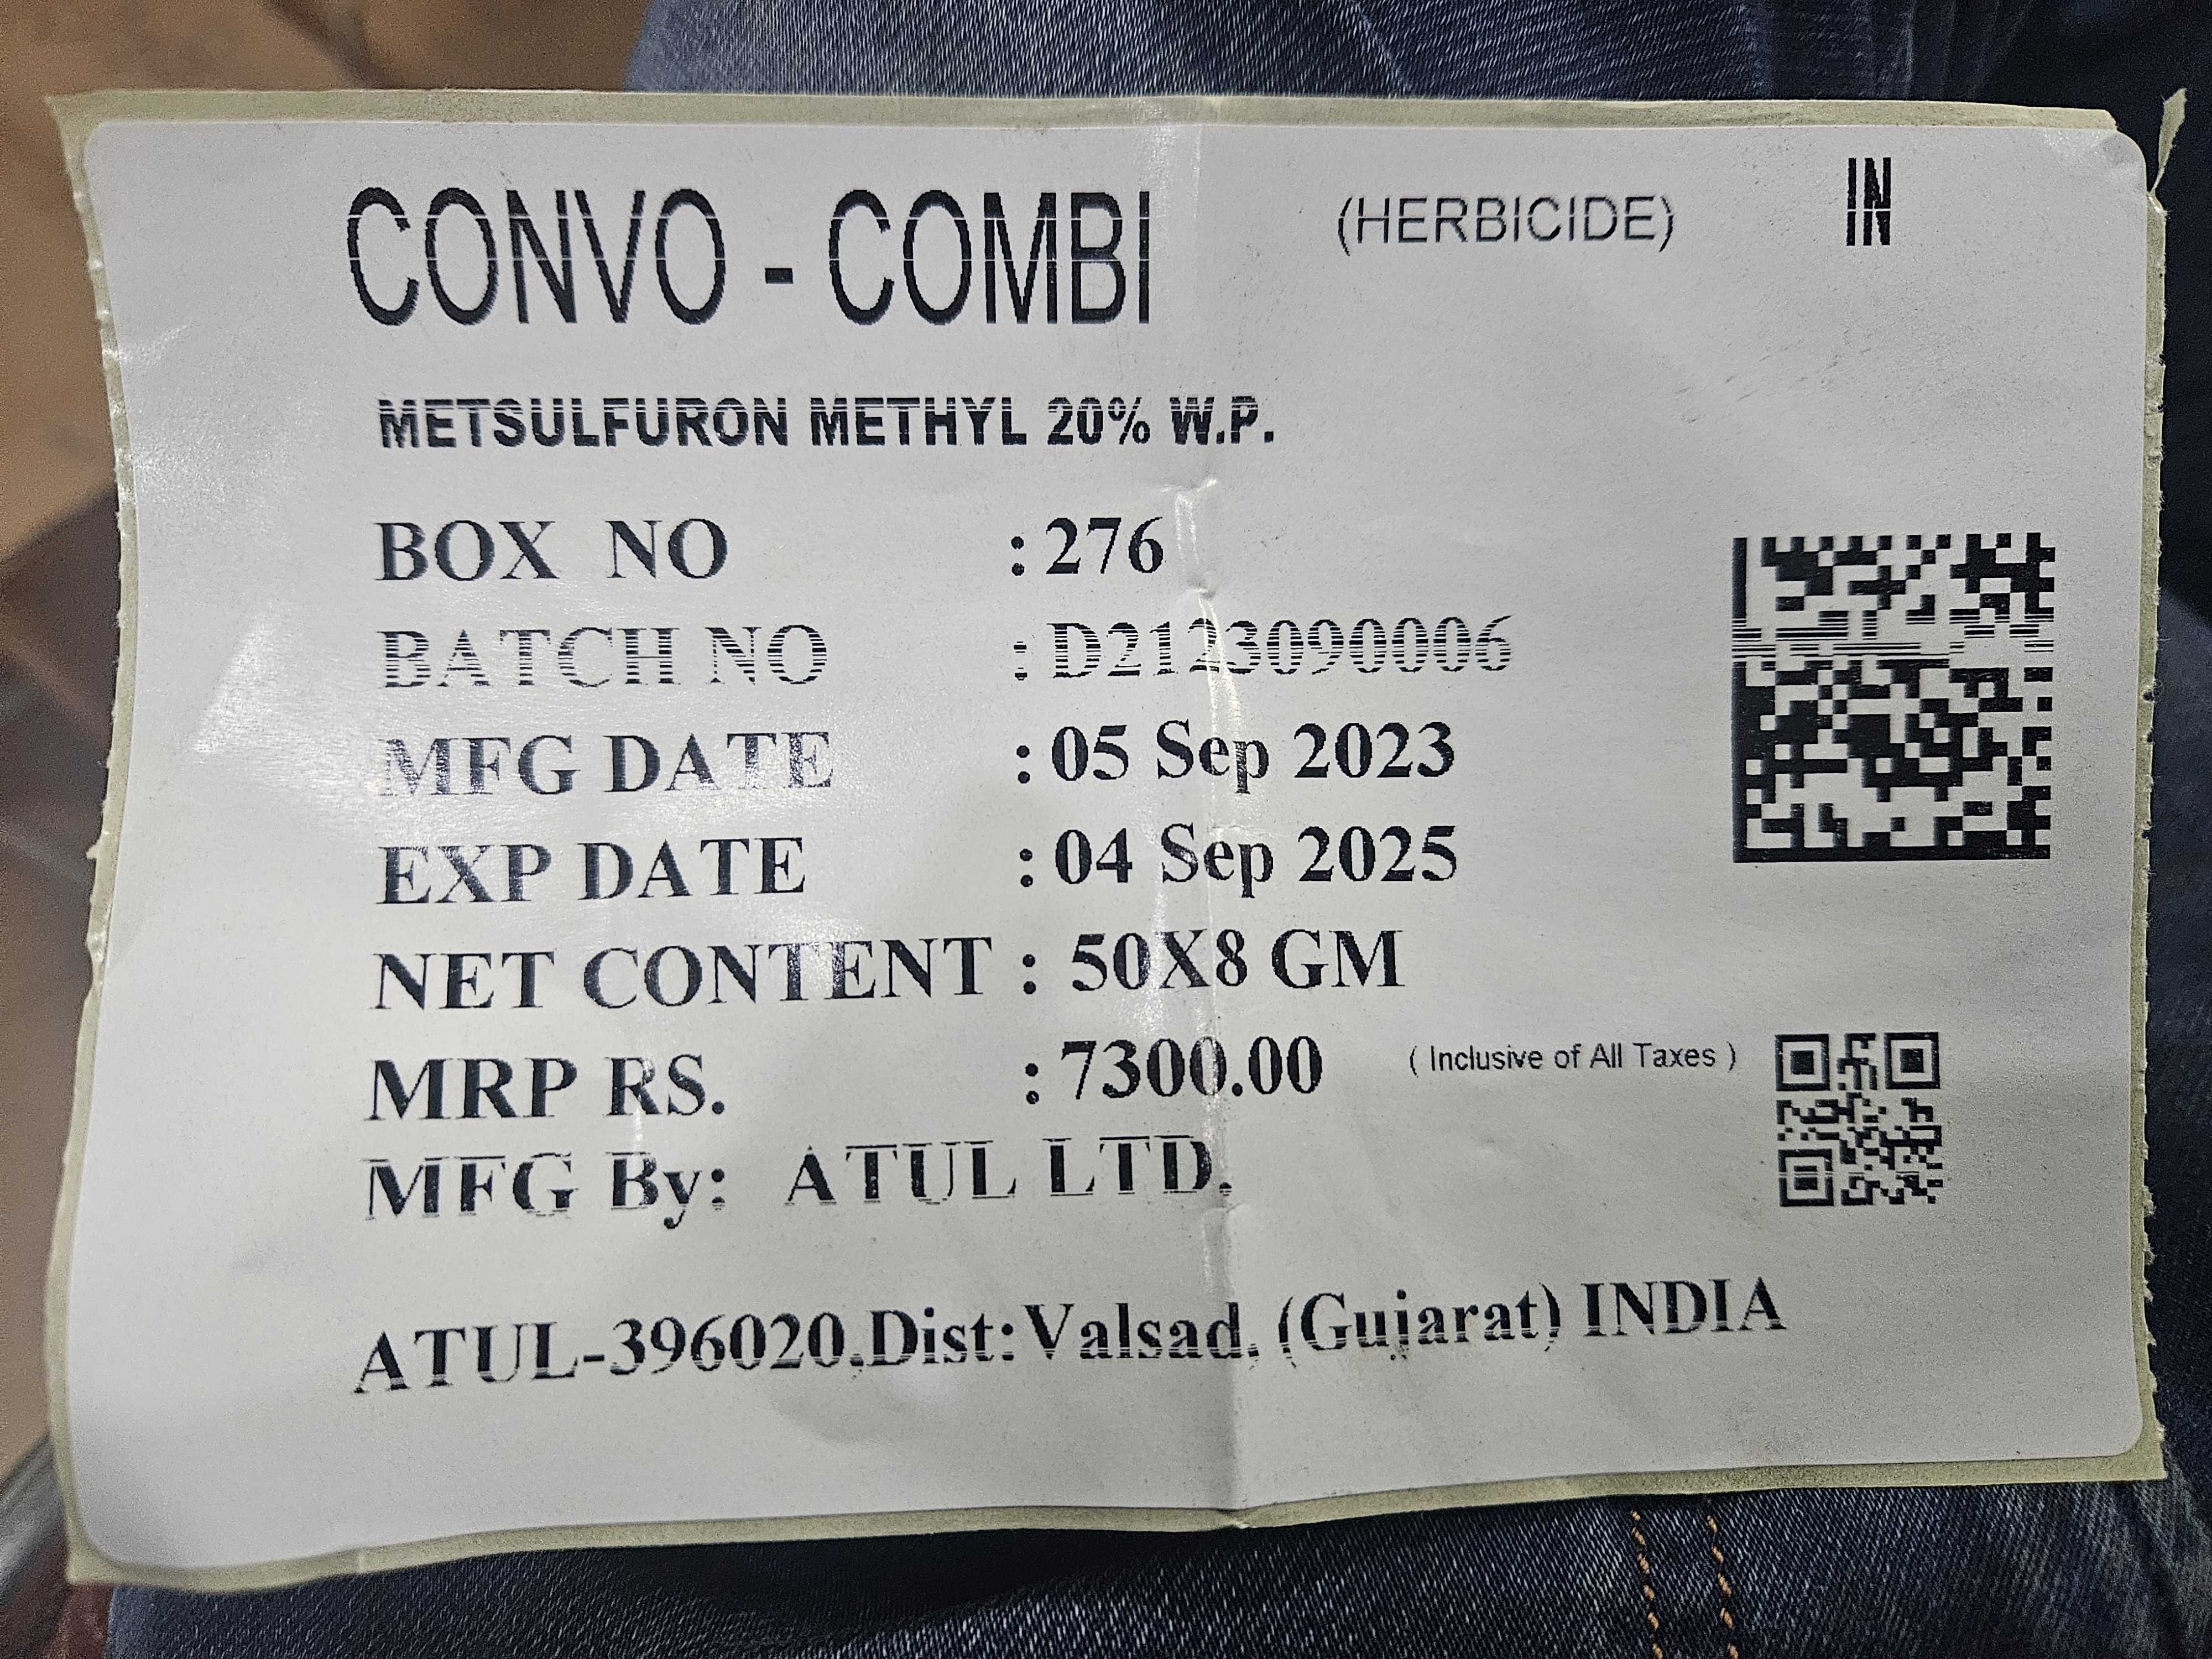 CONVO - COMBI (HERBICIDE) IN
METSULFURON METHYL 20% W.P.
BOX NO : 276
BATCH NO : D2123090006
MFG DATE : 05 Sep 2023
EXP DATE : 04 Sep 2025
NET CONTENT : 50X8 GM
MRP RS. : 7300.00 ( Inclusive of All Taxes )
MFG By: ATUL LTD.
ATUL-396020.Dist:Valsad, (Gujarat) INDIA